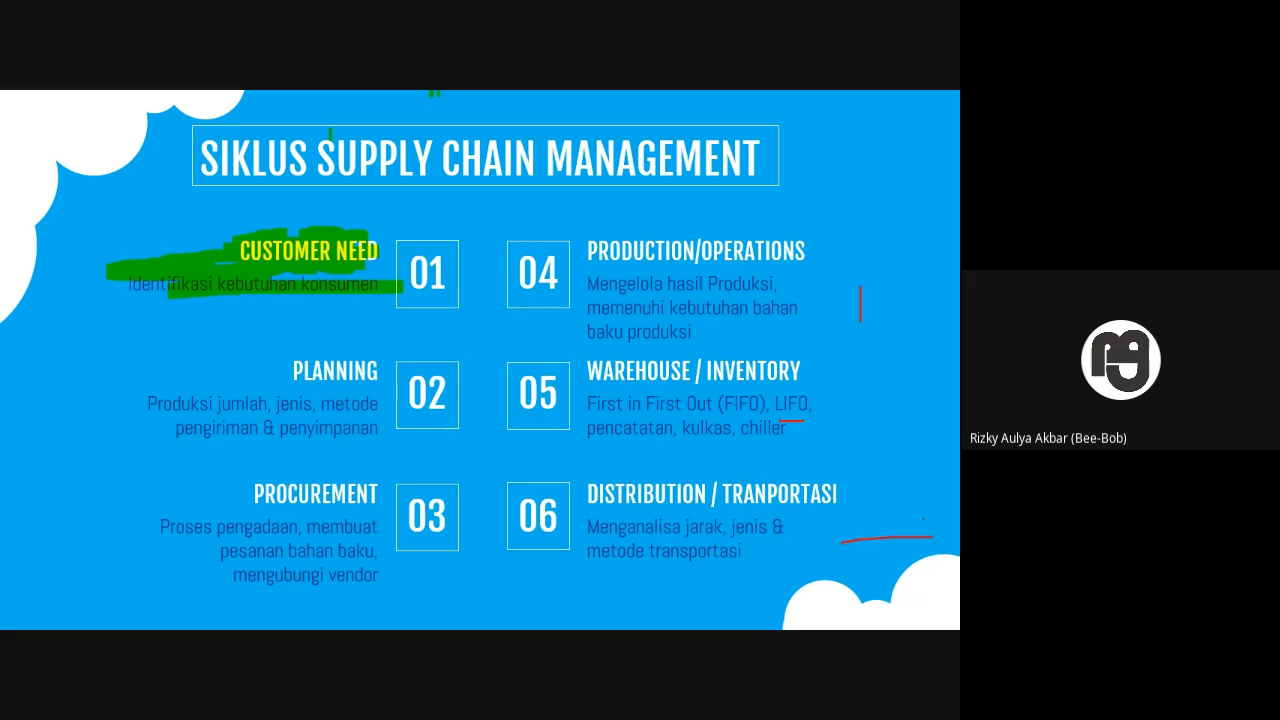 SIKLUS SUPPLY CHAIN MANAGEMENT
CUSTOMER NEED
Identifikasi kebutuhan konsumen
01
PLANNING
Produksi jumlah, jenis, metode
pengiriman & penyimpanan
02
PROCUREMENT
Proses pengadaan, membuat
pesanan bahan baku,
mengubungi vendor
03
04
PRODUCTION/OPERATIONS
Mengelola hasil Produksi,
memenuhi kebutuhan bahan
baku produksi
05
WAREHOUSE / INVENTORY
First in First Out (FIFO), LIFO,
pencatatan, kulkas, chiller
06
DISTRIBUTION / TRANPORTASI
Menganalisa jarak, jenis &
metode transportasi
Rizky Aulya Akbar (Bee-Bob)